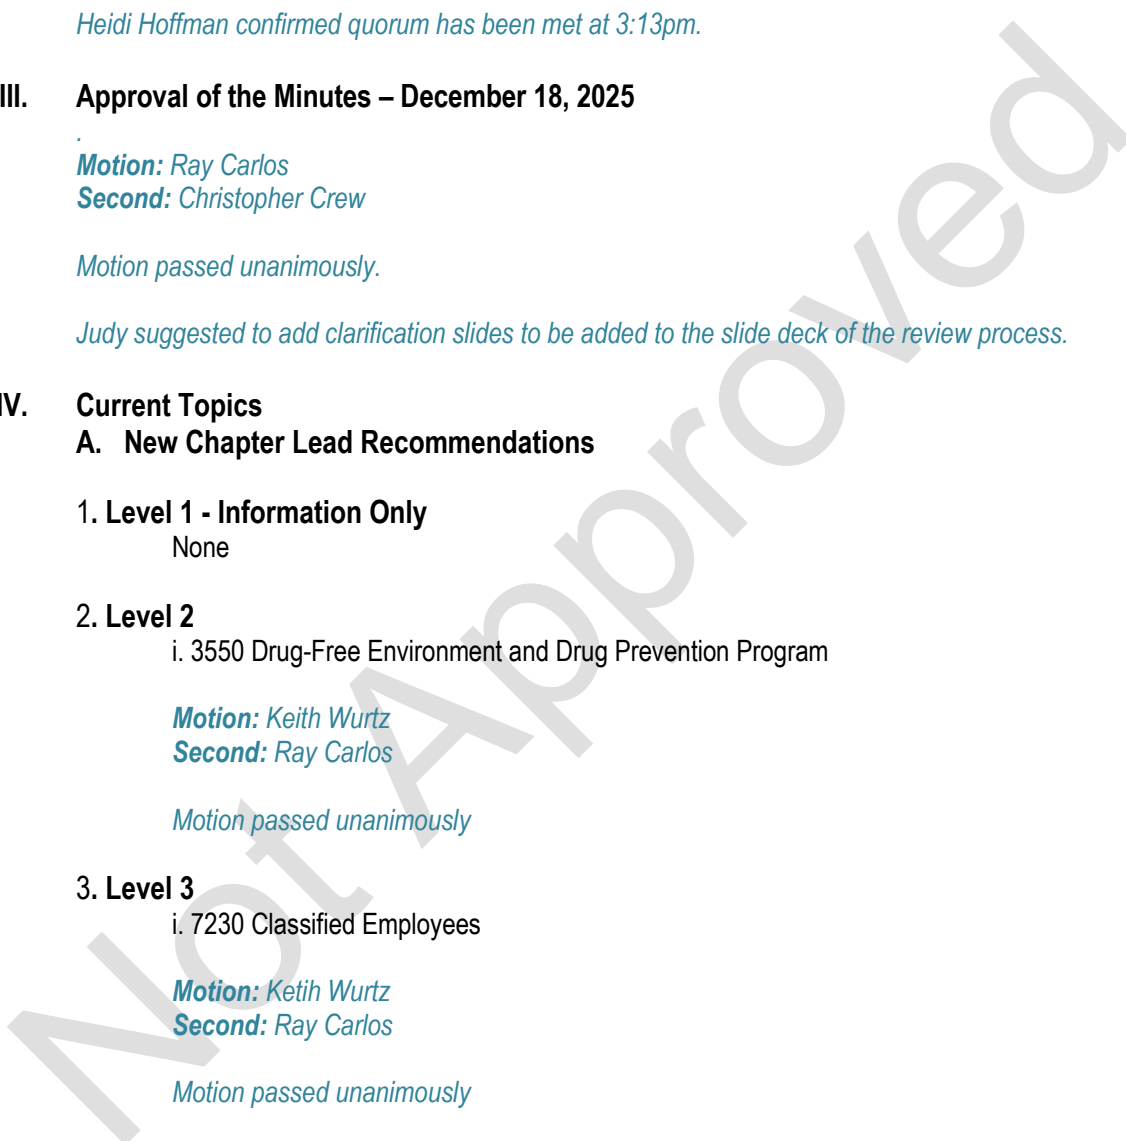 Heidi Hoffman confirmed quorum has been met at 3:13pm.
III. Approval of the Minutes – December 18, 2025
.
Motion: Ray Carlos
Second: Christopher Crew
Motion passed unanimously.
Judy suggested to add clarification slides to be added to the slide deck of the review process.
IV. Current Topics
A. New Chapter Lead Recommendations
1. Level 1 - Information Only
None
2. Level 2
i. 3550 Drug-Free Environment and Drug Prevention Program
Motion: Keith Wurtz
Second: Ray Carlos
Motion passed unanimously
3. Level 3
i. 7230 Classified Employees
Motion: Ketih Wurtz
Second: Ray Carlos
Motion passed unanimously
Not Approved